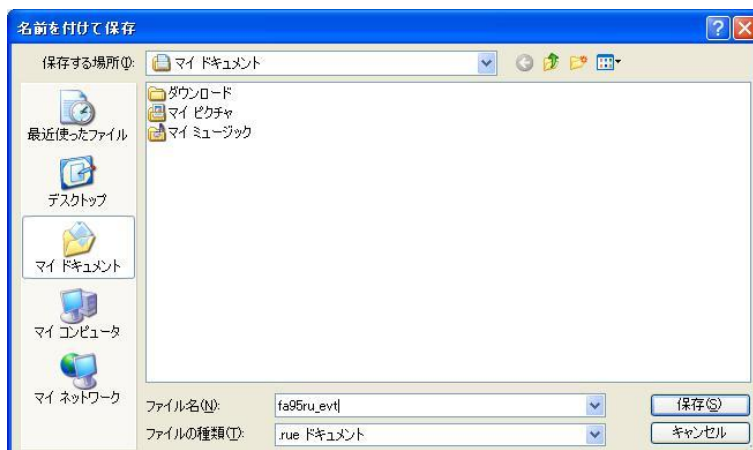 名前を付けて保存
保存する場所(I):
マイ ドキュメント
最近使ったファイル
デスクトップ
マイ ドキュメント
マイ コンピュータ
マイ ネットワーク
ダウンロード
マイ ピクチャ
マイ ミュージック
ファイル名(N):
fa95ru_evt
保存(S)
ファイルの種類(T):
.rue ドキュメント
キャンセル